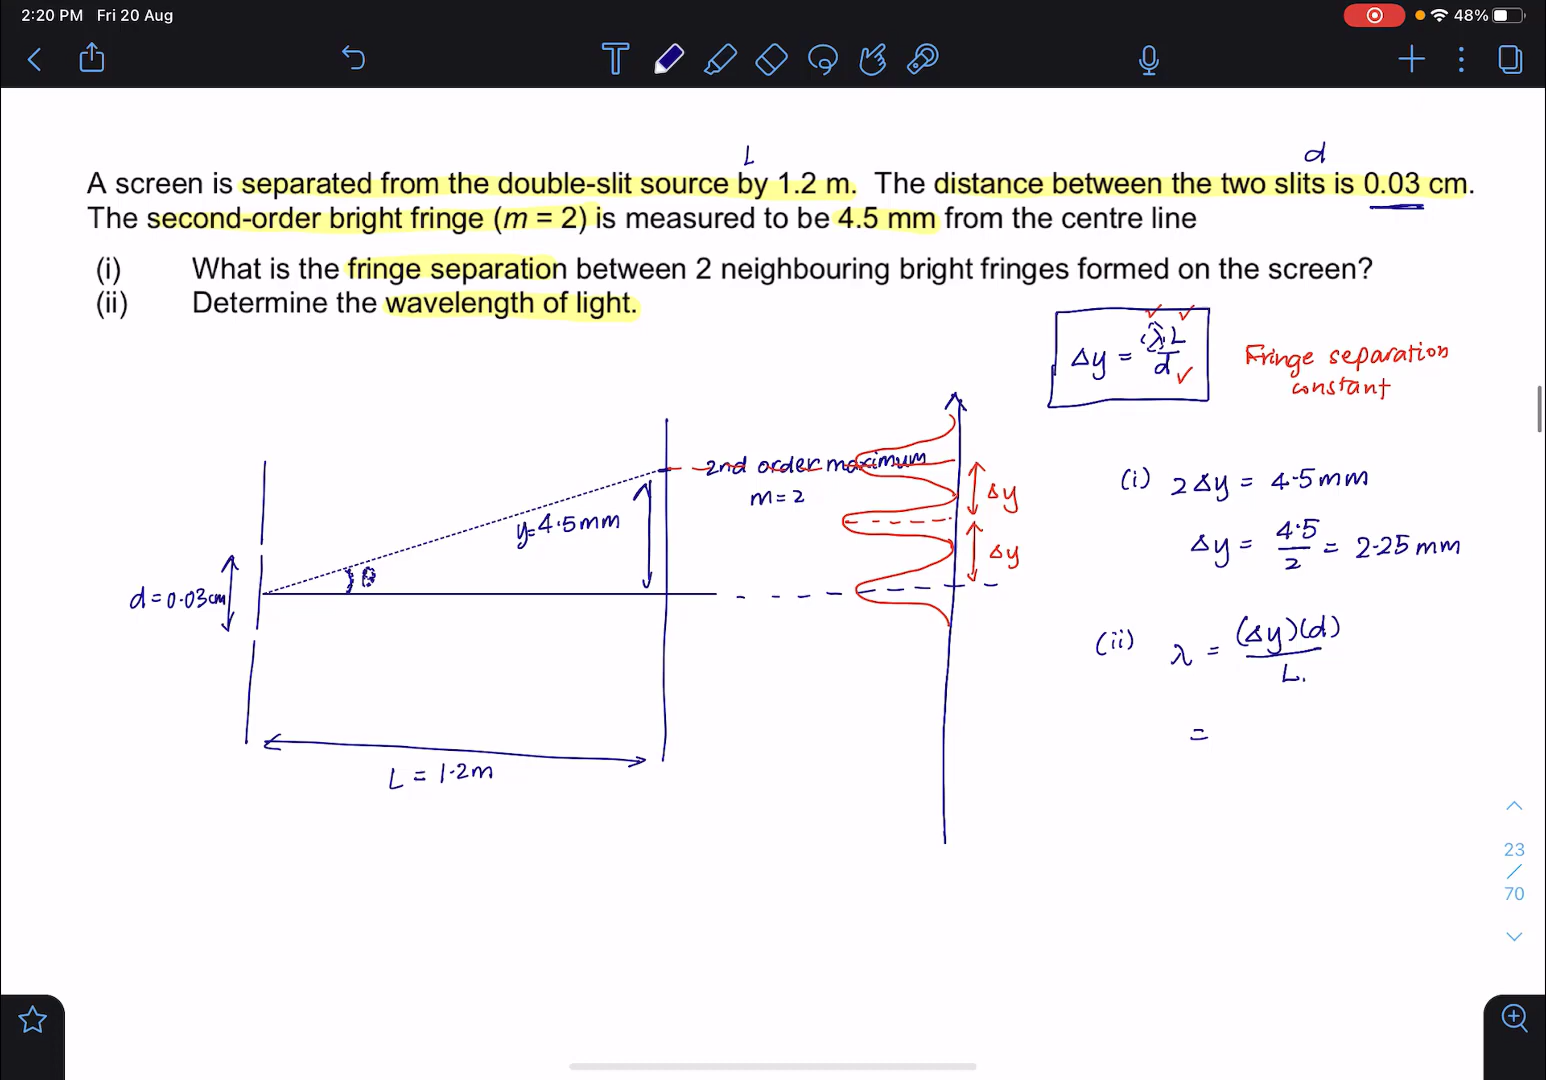 2:20 PM Fri 20 Aug
48%
L
d
A screen is separated from the double-slit source by 1.2 m. The distance between the two slits is 0.03 cm.
The second-order bright fringe (m = 2) is measured to be 4.5 mm from the centre line
(i) What is the fringe separation between 2 neighbouring bright fringes formed on the screen?
(ii) Determine the wavelength of light.
Δy = λL/d
Fringe separation
constant
2nd order maximum
m = 2
y=4.5mm
θ
d=0.03cm
L = 1.2m
Δy
Δy
(i) 2Δy = 4.5mm
Δy = 4.5/2 = 2.25 mm
(ii) λ = (Δy)(d)/L.
=
23
/
70